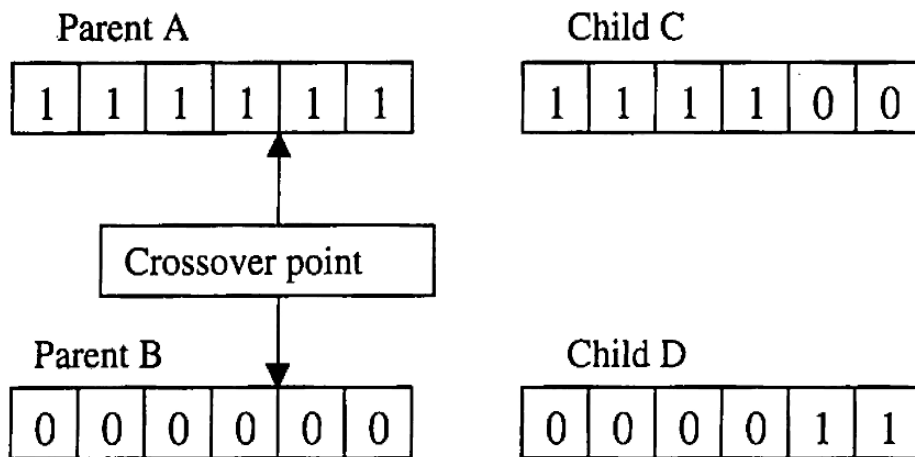 Parent A
1 1 1 1 1 1
Child C
1 1 1 1 0 0
Crossover point
Parent B
0 0 0 0 0 0
Child D
0 0 0 0 1 1